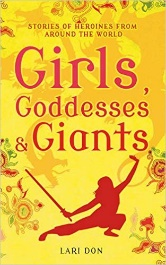 STORIES OF HEROINES FROM
AROUND THE WORLD
Girls,
Goddesses
& Giants
LARI DON